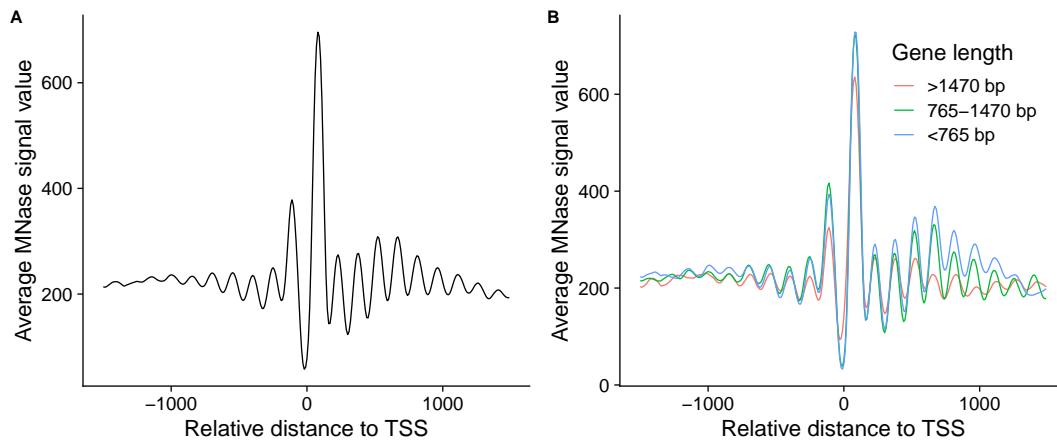 A
Average MNase signal value
600
400
200
−1000
0
1000
Relative distance to TSS
B
Average MNase signal value
600
400
200
0
−1000
0
1000
Relative distance to TSS
Gene length
>1470 bp
765−1470 bp
<765 bp